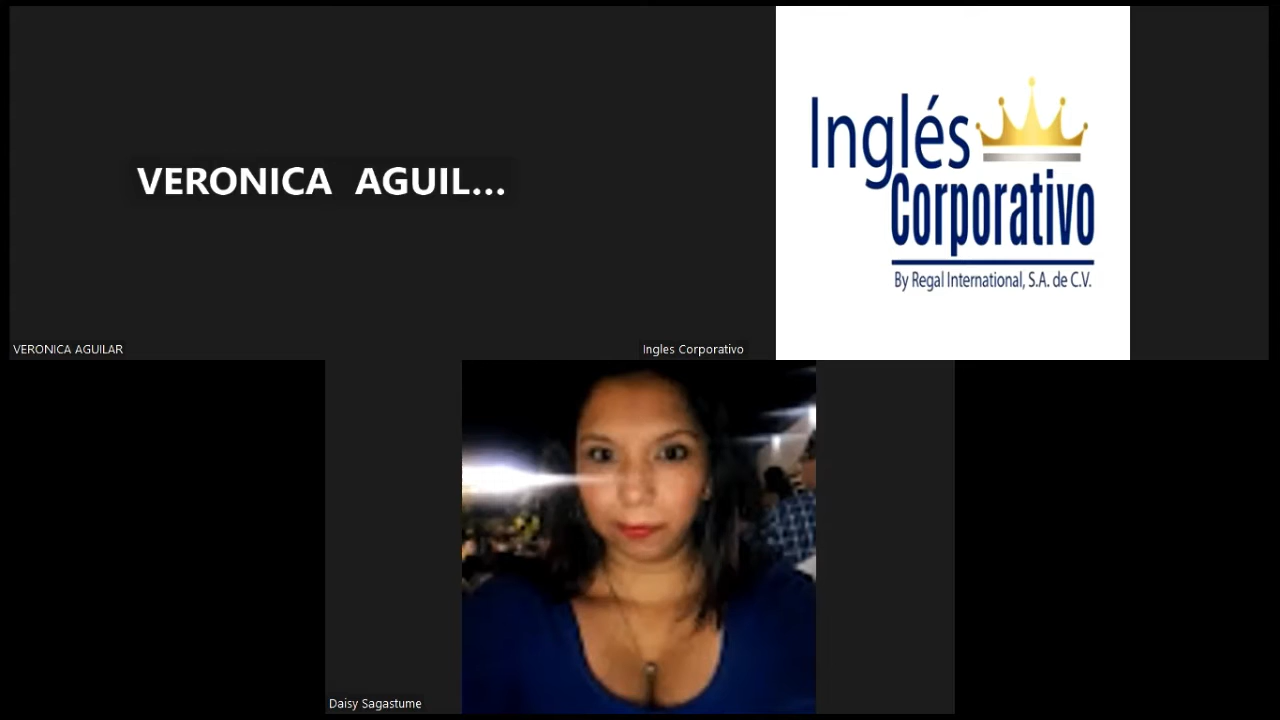 VERONICA AGUIL...
VERONICA AGUILAR
Inglés
Corporativo
By Regal International, S.A. de C.V.
Ingles Corporativo
Daisy Sagastume